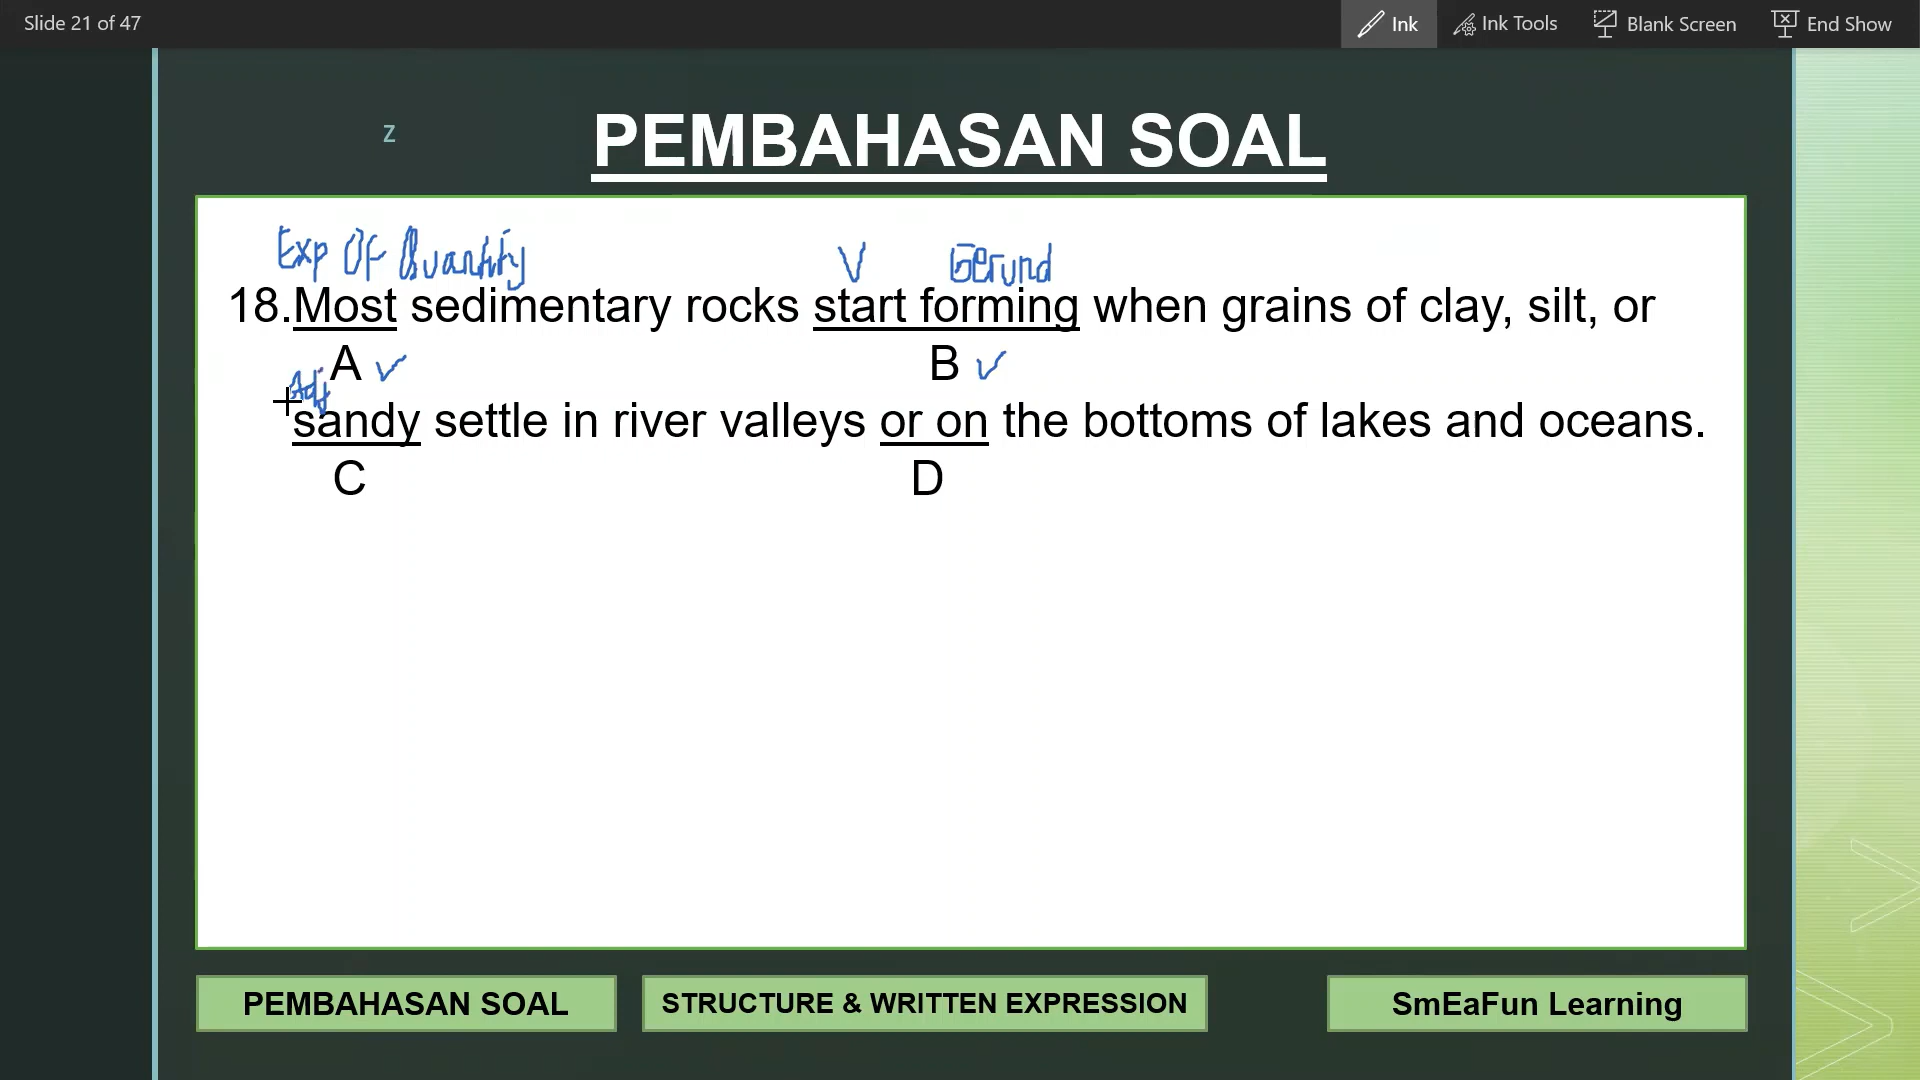 Slide 21 of 47
Ink
Ink Tools
Blank Screen
End Show
z
PEMBAHASAN SOAL
Exp Of Quantity
V Gerund
18.Most sedimentary rocks start forming when grains of clay, silt, or
A ✓ B ✓
Adj
sandy settle in river valleys or on the bottoms of lakes and oceans.
C D
PEMBAHASAN SOAL
STRUCTURE & WRITTEN EXPRESSION
SmEaFun Learning